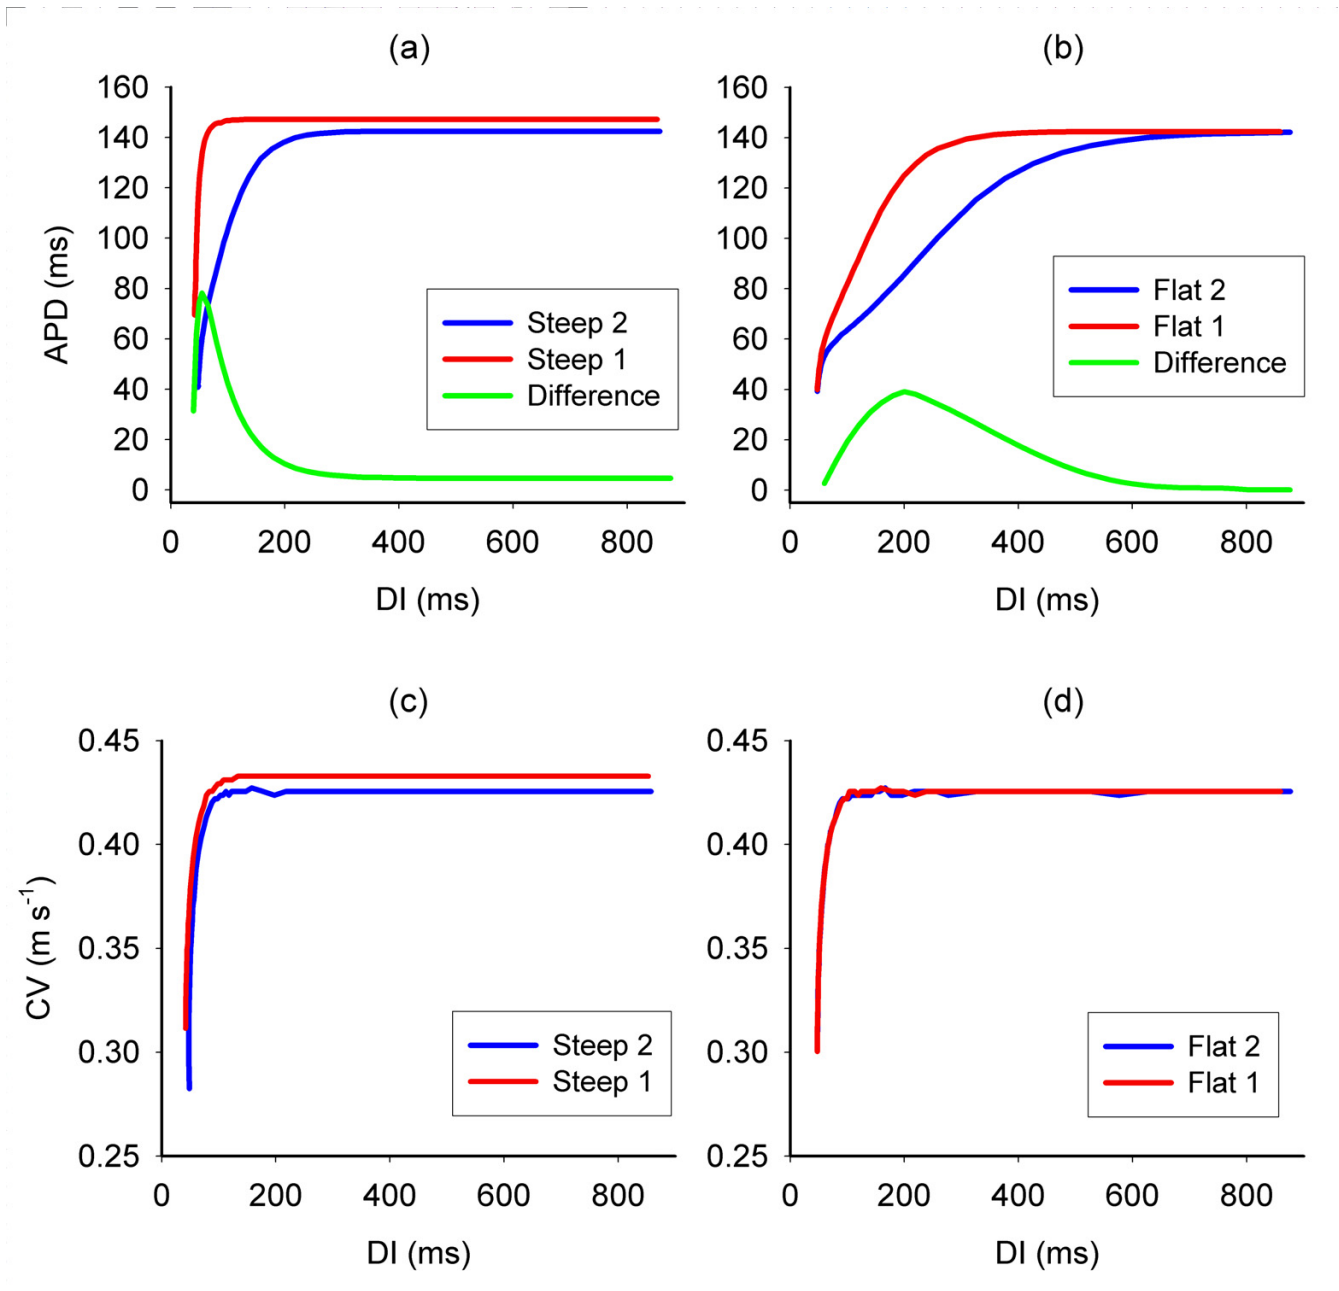 (a)
160
140
120
100
80
60
40
20
0
APD (ms)
Steep 2
Steep 1
Difference
0 200 400 600 800
DI (ms)
(b)
160
140
120
100
80
60
40
20
0
Flat 2
Flat 1
Difference
0 200 400 600 800
DI (ms)
(c)
0.45
0.40
0.35
0.30
0.25
CV (m s⁻¹)
Steep 2
Steep 1
0 200 400 600 800
DI (ms)
(d)
0.45
0.40
0.35
0.30
0.25
Flat 2
Flat 1
0 200 400 600 800
DI (ms)